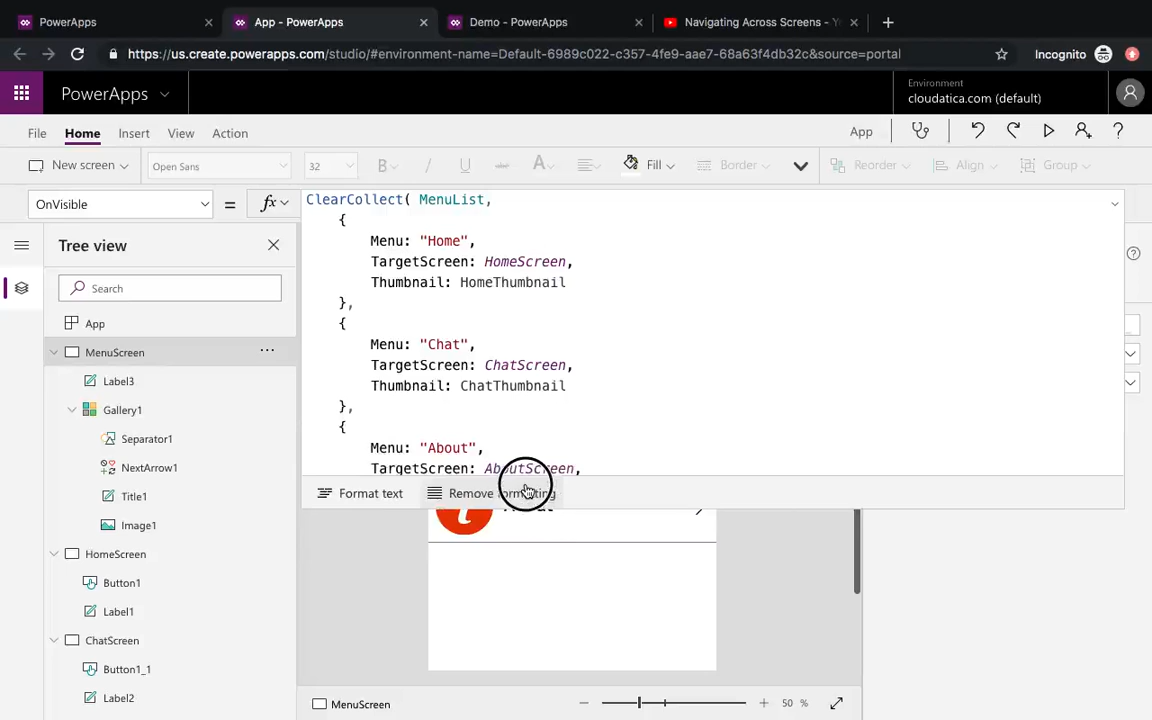 PowerApps
App - PowerApps
Demo - PowerApps
Navigating Across Screens - Y
https://us.create.powerapps.com/studio/#environment-name=Default-6989c022-c357-4fe9-aae7-68a63f4db32c&source=portal
Incognito
PowerApps
Environment
cloudatica.com (default)
File Home Insert View Action
App
New screen
Open Sans
32
B
/
U
abc
A
Fill
Border
Reorder
Align
Group
OnVisible
=
fx
ClearCollect( MenuList,
{
Menu: "Home",
TargetScreen: HomeScreen,
Thumbnail: HomeThumbnail
},
{
Menu: "Chat",
TargetScreen: ChatScreen,
Thumbnail: ChatThumbnail
},
{
Menu: "About",
TargetScreen: AboutScreen,
Format text
Remove formatting
Tree view
Search
App
MenuScreen
Label3
Gallery1
Separator1
NextArrow1
Title1
Image1
HomeScreen
Button1
Label1
ChatScreen
Button1_1
Label2
About
MenuScreen
50 %